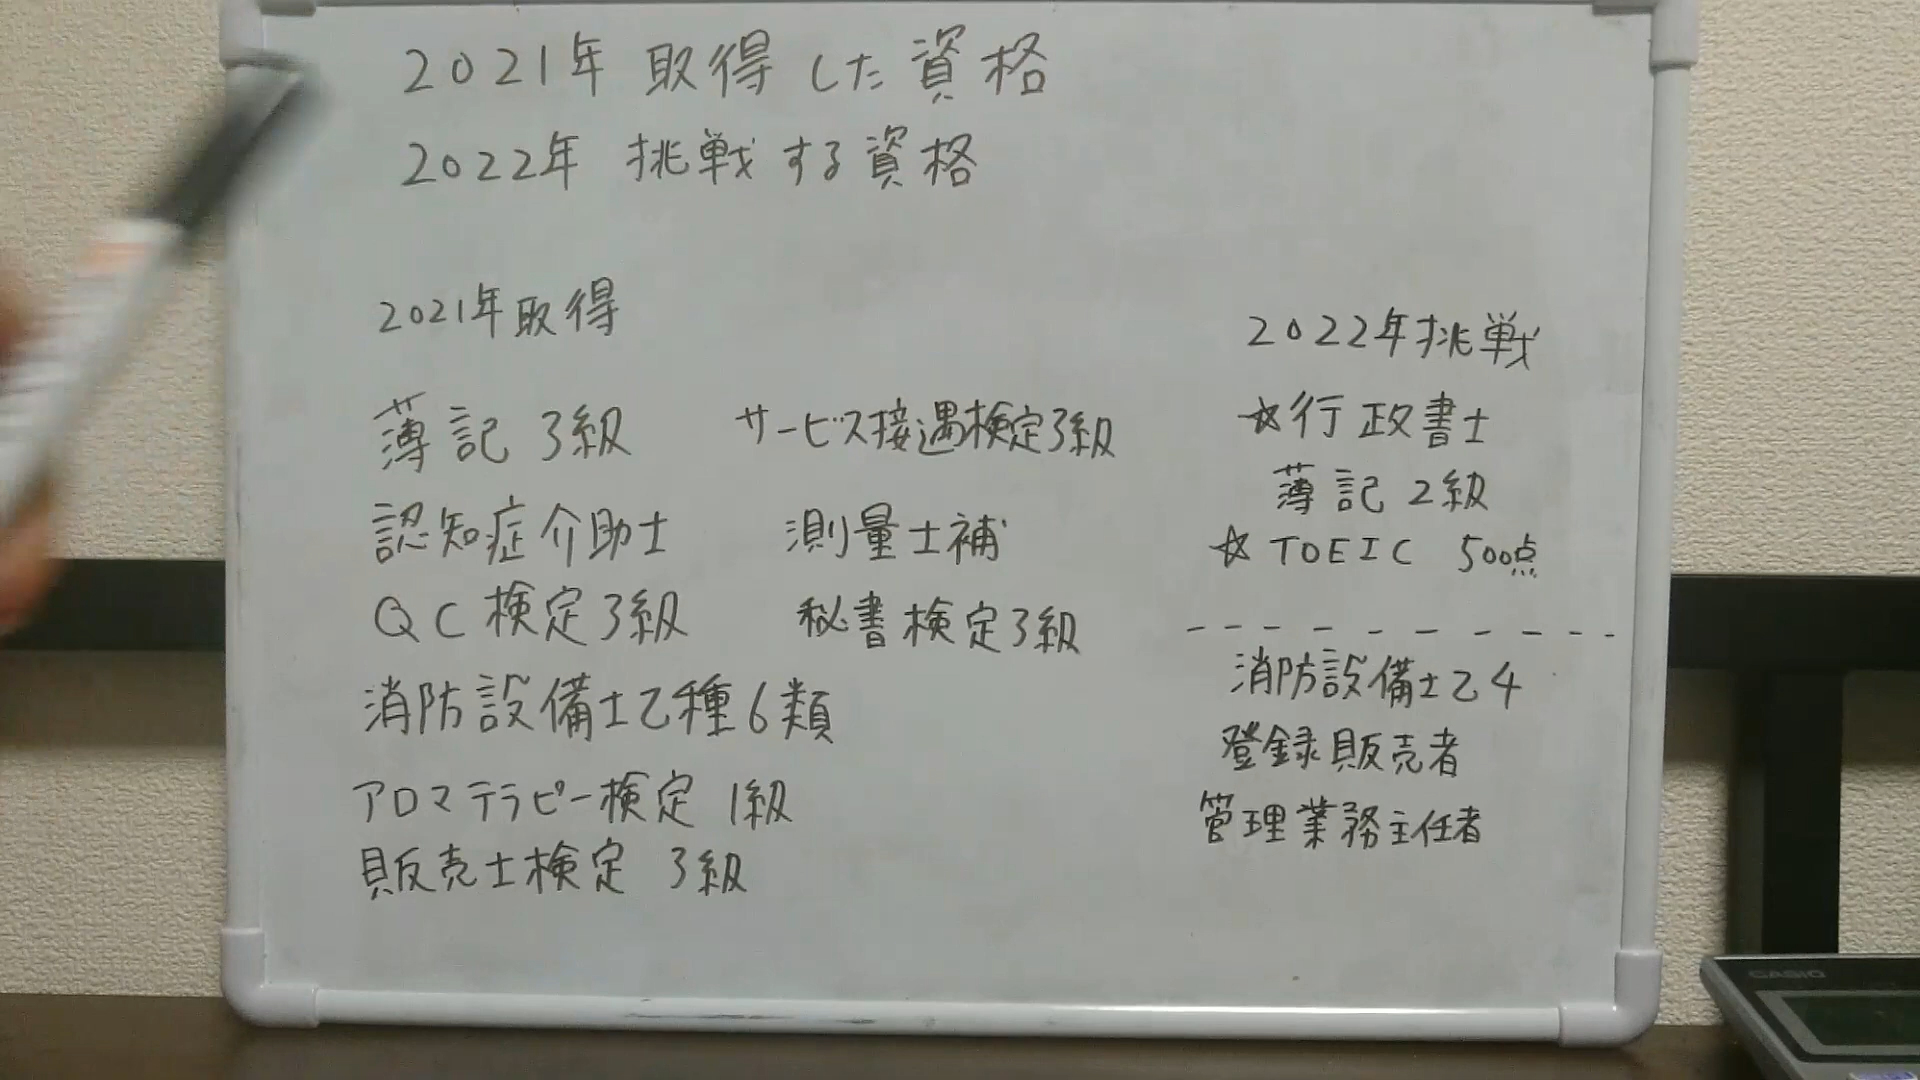 2021年 取得した資格
2022年 挑戦する資格
2021年取得
薄記 3級
認知症介助士
QC検定3級
消防設備士乙種6類
アロマテラピー検定 1級
販売士検定 3級
サービス接遇検定3級
測量士補
秘書検定3級
2022年挑戦
☆行政書士
薄記 2級
☆TOEIC 500点
消防設備士乙4
登録販売者
管理業務主任者
CASIO